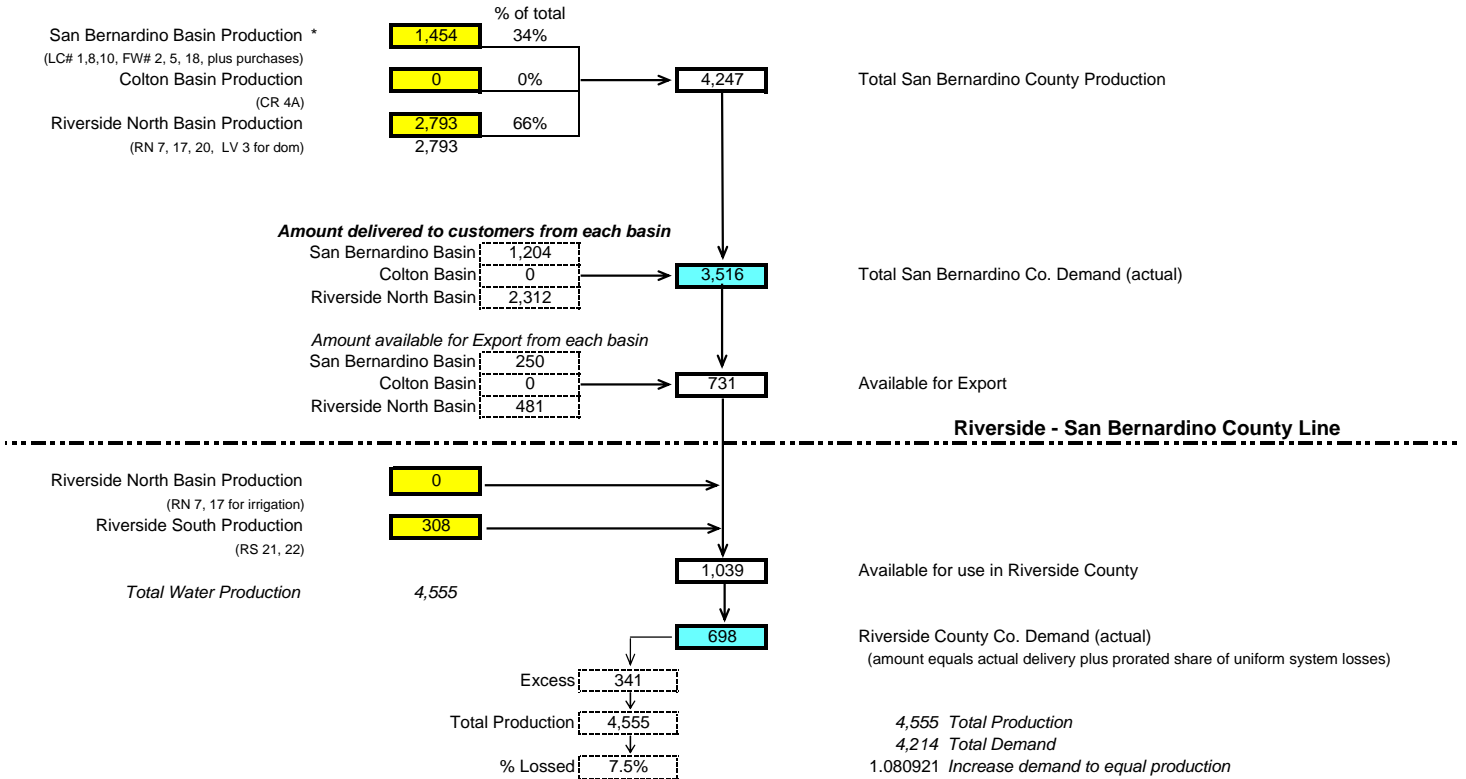 % of total
San Bernardino Basin Production * 1,454 34%
(LC# 1,8,10, FW# 2, 5, 18, plus purchases)
Colton Basin Production 0 0% 4,247 Total San Bernardino County Production
(CR 4A)
Riverside North Basin Production 2,793 66%
(RN 7, 17, 20, LV 3 for dom) 2,793
Amount delivered to customers from each basin
San Bernardino Basin 1,204
Colton Basin 0 3,516 Total San Bernardino Co. Demand (actual)
Riverside North Basin 2,312
Amount available for Export from each basin
San Bernardino Basin 250
Colton Basin 0 731 Available for Export
Riverside North Basin 481
Riverside - San Bernardino County Line
Riverside North Basin Production 0
(RN 7, 17 for irrigation)
Riverside South Production 308
(RS 21, 22)
1,039 Available for use in Riverside County
Total Water Production 4,555
698 Riverside County Co. Demand (actual)
(amount equals actual delivery plus prorated share of uniform system losses)
Excess 341
Total Production 4,555 4,555 Total Production
4,214 Total Demand
% Lossed 7.5% 1.080921 Increase demand to equal production